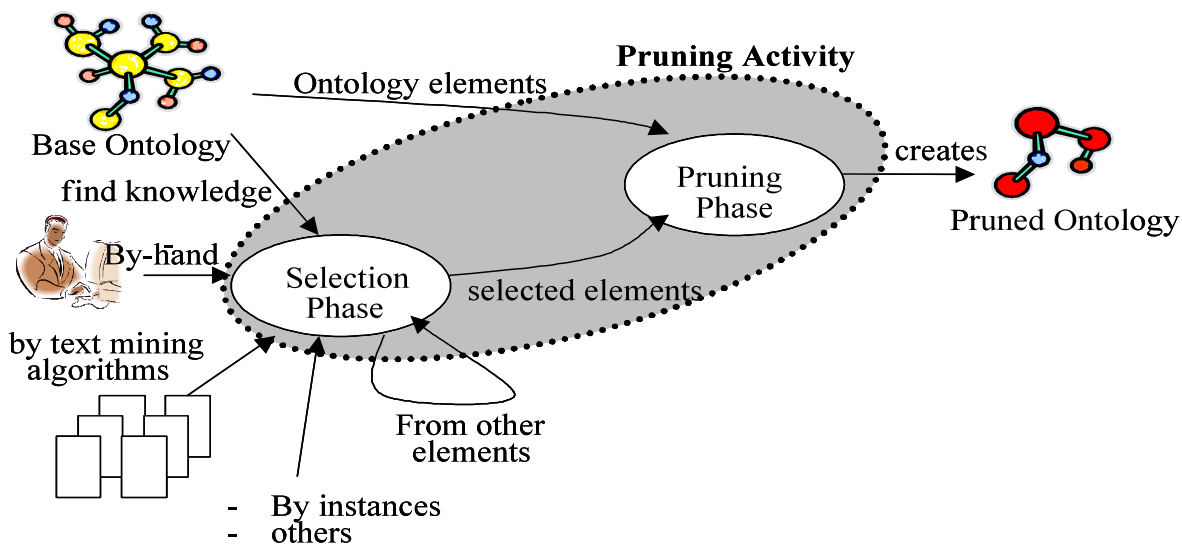 Pruning Activity
Ontology elements
Base Ontology
find knowledge
By-hand
Selection
Phase
Pruning
Phase
creates
Pruned Ontology
selected elements
by text mining
algorithms
From other
elements
- By instances
- others